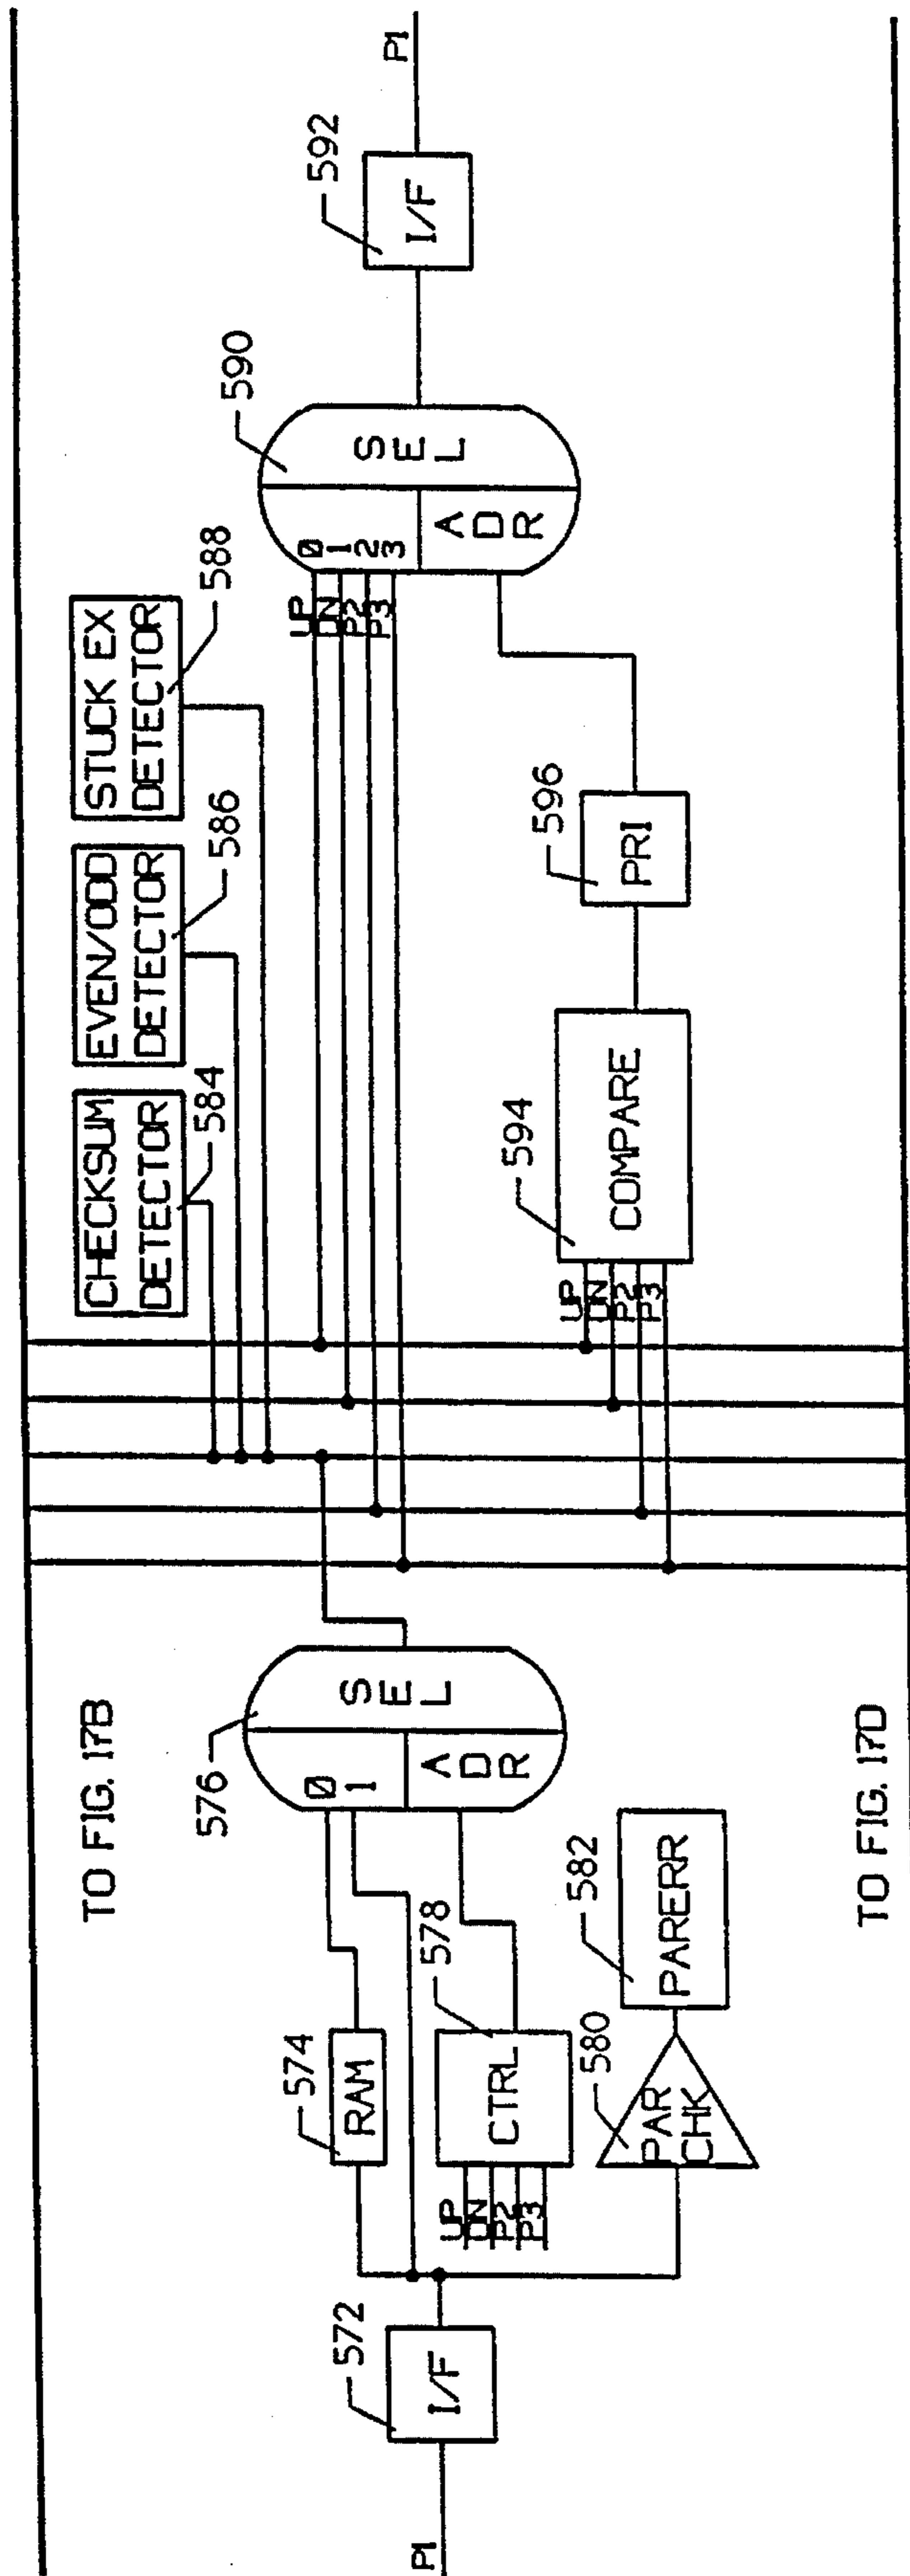 TO FIG. 17B
P1
572
I/F
574
RAM
UP
DN
P2
P3
578
CTRL
580
PAR
CHK
582
PARERR
576
0
1
SEL
ADR
CHECKSUM
DETECTOR
584
EVEN/ODD
DETECTOR
586
STUCK EX
DETECTOR
588
UP
DN
P2
P3
0
1
2
3
SEL
ADR
590
592
I/F
P1
UP
DN
P2
P3
594
COMPARE
596
PRI
TO FIG. 17D